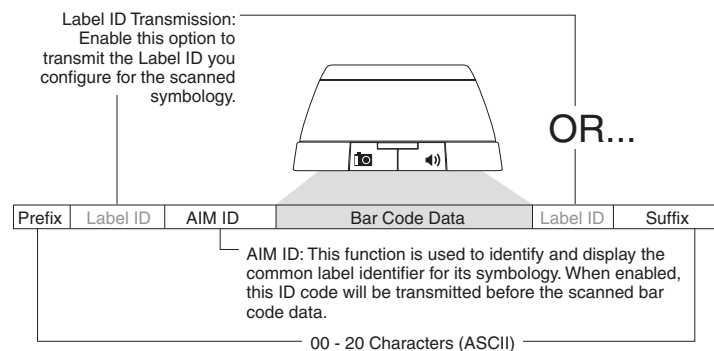 Label ID Transmission:
Enable this option to
transmit the Label ID you
configure for the scanned
symbology.
OR...
Prefix Label ID AIM ID Bar Code Data Label ID Suffix
AIM ID: This function is used to identify and display the
common label identifier for its symbology. When enabled,
this ID code will be transmitted before the scanned bar
code data.
00 - 20 Characters (ASCII)